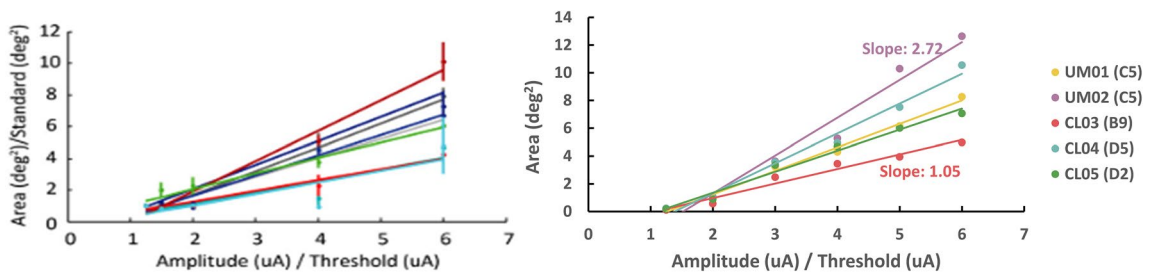 Area (deg²)/Standard (deg²)
12
10
8
6
4
2
0
0 1 2 3 4 5 6 7
Amplitude (uA) / Threshold (uA)
Area (deg²)
14
12
10
8
6
4
2
0
0 1 2 3 4 5 6 7
Amplitude (uA) / Threshold (uA)
Slope: 2.72
Slope: 1.05
UM01 (C5)
UM02 (C5)
CL03 (B9)
CL04 (D5)
CL05 (D2)